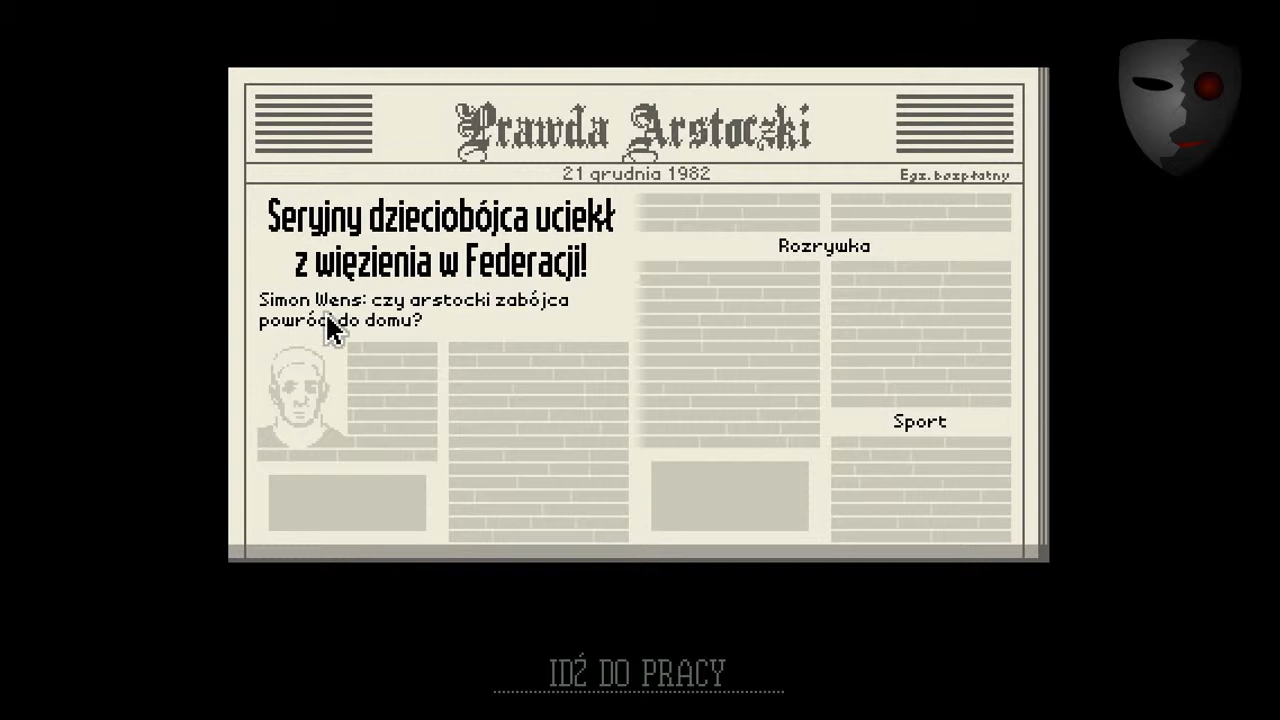 Prawda Arstoczki
21 grudnia 1982
Egz. bezpłatny
Seryjny dzieciobójca uciekł
z więzienia w Federacji!
Simon Wens: czy arstocki zabójca
powróci do domu?
Rozrywka
Sport
IDŹ DO PRACY